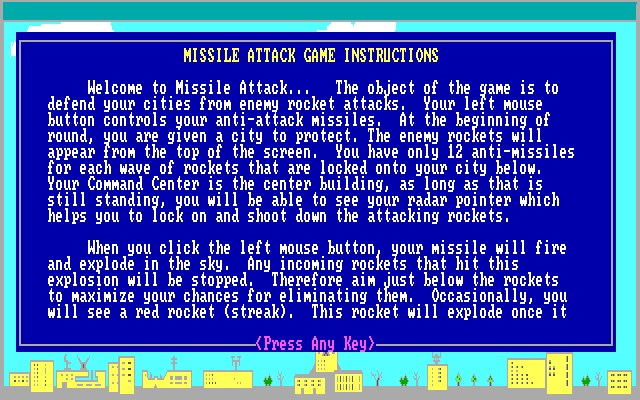 MISSILE ATTACK GAME INSTRUCTIONS
Welcome to Missile Attack... The object of the game is to
defend your cities from enemy rocket attacks. Your left mouse
button controls your anti-attack missiles. At the beginning of
round, you are given a city to protect. The enemy rockets will
appear from the top of the screen. You have only 12 anti-missiles
for each wave of rockets that are locked onto your city below.
Your Command Center is the center building, as long as that is
still standing, you will be able to see your radar pointer which
helps you to lock on and shoot down the attacking rockets.
When you click the left mouse button, your missile will fire
and explode in the sky. Any incoming rockets that hit this
explosion will be stopped. Therefore aim just below the rockets
to maximize your chances for eliminating them. Occasionally, you
will see a red rocket (streak). This rocket will explode once it
<Press Any Key>